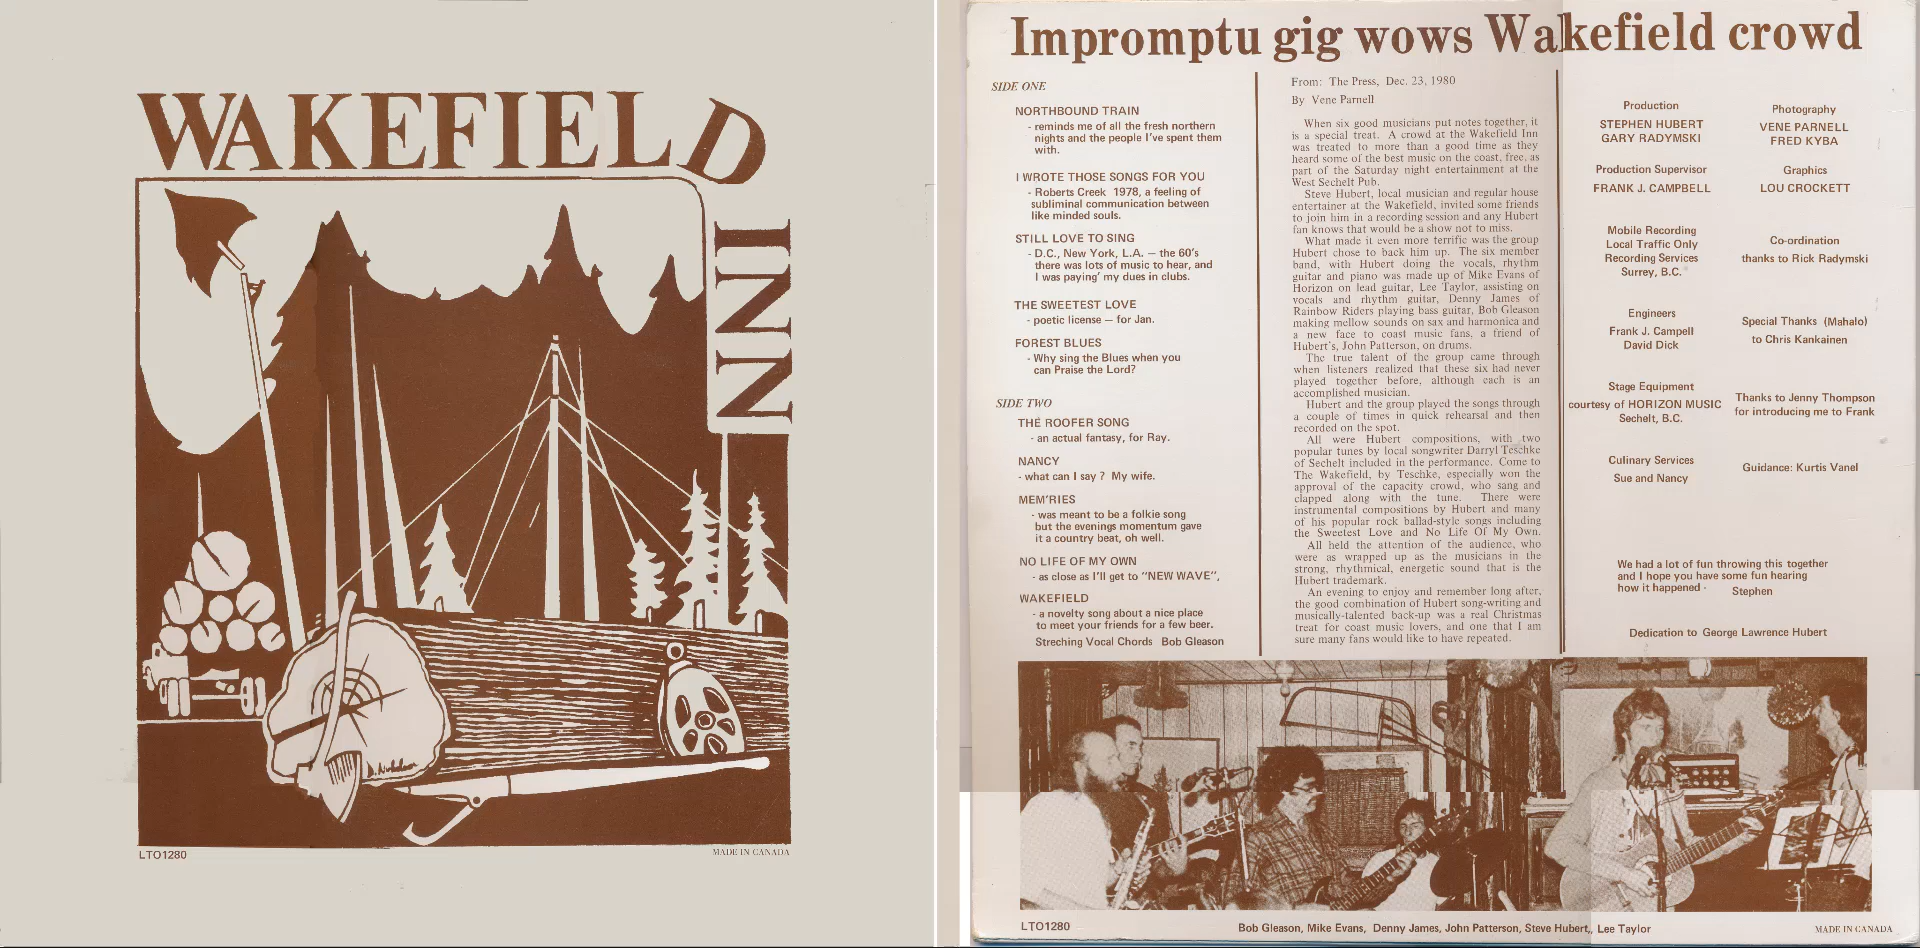 WAKEFIELD
INN
LTO1280
MADE IN CANADA
Impromptu gig wows Wakefield crowd
SIDE ONE
NORTHBOUND TRAIN
- reminds me of all the fresh northern
nights and the people I've spent them
with.
I WROTE THOSE SONGS FOR YOU
- Roberts Creek 1978, a feeling of
subliminal communication between
like minded souls.
STILL LOVE TO SING
- D.C., New York, L.A. — the 60's
there was lots of music to hear, and
I was paying' my dues in clubs.
THE SWEETEST LOVE
- poetic license — for Jan.
FOREST BLUES
- Why sing the Blues when you
can Praise the Lord?
SIDE TWO
THE ROOFER SONG
- an actual fantasy, for Ray.
NANCY
- what can I say ? My wife.
MEM'RIES
- was meant to be a folkie song
but the evenings momentum gave
it a country beat, oh well.
NO LIFE OF MY OWN
- as close as I'll get to "NEW WAVE",
WAKEFIELD
- a novelty song about a nice place
to meet your friends for a few beer.
Streching Vocal Chords Bob Gleason
From: The Press, Dec. 23, 1980
By Vene Parnell
When six good musicians put notes together, it
is a special treat. A crowd at the Wakefield Inn
was treated to more than a good time as they
heard some of the best music on the coast, free, as
part of the Saturday night entertainment at the
West Sechelt Pub.
Steve Hubert, local musician and regular house
entertainer at the Wakefield, invited some friends
to join him in a recording session and any Hubert
fan knows that would be a show not to miss.
What made it even more terrific was the group
Hubert chose to back him up. The six member
band, with Hubert doing the vocals, rhythm
guitar and piano was made up of Mike Evans of
Horizon on lead guitar, Lee Taylor, assisting on
vocals and rhythm guitar, Denny James of
Rainbow Riders playing bass guitar, Bob Gleason
making mellow sounds on sax and harmonica and
a new face to coast music fans, a friend of
Hubert's, John Patterson, on drums.
The true talent of the group came through
when listeners realized that these six had never
played together before, although each is an
accomplished musician.
Hubert and the group played the songs through
a couple of times in quick rehearsal and then
recorded on the spot.
All were Hubert compositions, with two
popular tunes by local songwriter Darryl Teschke
of Sechelt included in the performance. Come to
The Wakefield, by Teschke, especially won the
approval of the capacity crowd, who sang and
clapped along with the tune. There were
instrumental compositions by Hubert and many
of his popular rock ballad-style songs including
the Sweetest Love and No Life Of My Own.
All held the attention of the audience, who
were as wrapped up as the musicians in the
strong, rhythmical, energetic sound that is the
Hubert trademark.
An evening to enjoy and remember long after,
the good combination of Hubert song-writing and
musically-talented back-up was a real Christmas
treat for coast music lovers, and one that I am
sure many fans would like to have repeated.
Production
STEPHEN HUBERT
GARY RADYMSKI
Production Supervisor
FRANK J. CAMPBELL
Mobile Recording
Local Traffic Only
Recording Services
Surrey, B.C.
Engineers
Frank J. Campell
David Dick
Stage Equipment
courtesy of HORIZON MUSIC
Sechelt, B.C.
Culinary Services
Sue and Nancy
Photography
VENE PARNELL
FRED KYBA
Graphics
LOU CROCKETT
Co-ordination
thanks to Rick Radymski
Special Thanks (Mahalo)
to Chris Kankainen
Thanks to Jenny Thompson
for introducing me to Frank
Guidance: Kurtis Vanel
We had a lot of fun throwing this together
and I hope you have some fun hearing
how it happened - Stephen
Dedication to George Lawrence Hubert
LTO1280
Bob Gleason, Mike Evans, Denny James, John Patterson, Steve Hubert,, Lee Taylor
MADE IN CANADA